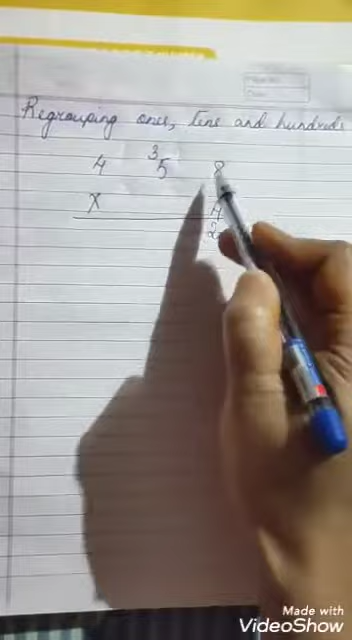 Regrouping ones, tens and hundreds
3
4 5 8
X 4
2
Made with
VideoShow